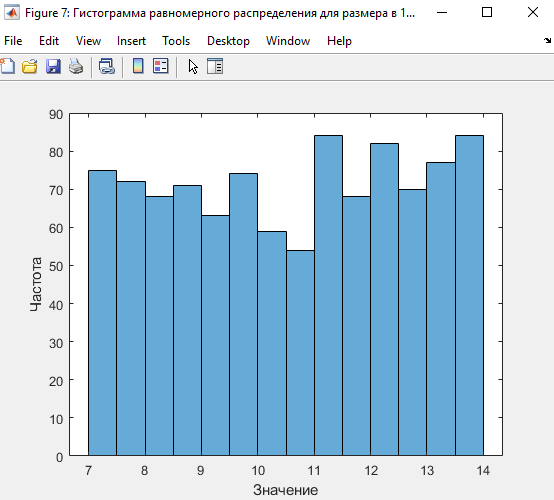 Figure 7: Гистограмма равномерного распределения для размера в 1...
File Edit View Insert Tools Desktop Window Help
90
80
70
60
50
40
30
20
10
0
Частота
7 8 9 10 11 12 13 14
Значение